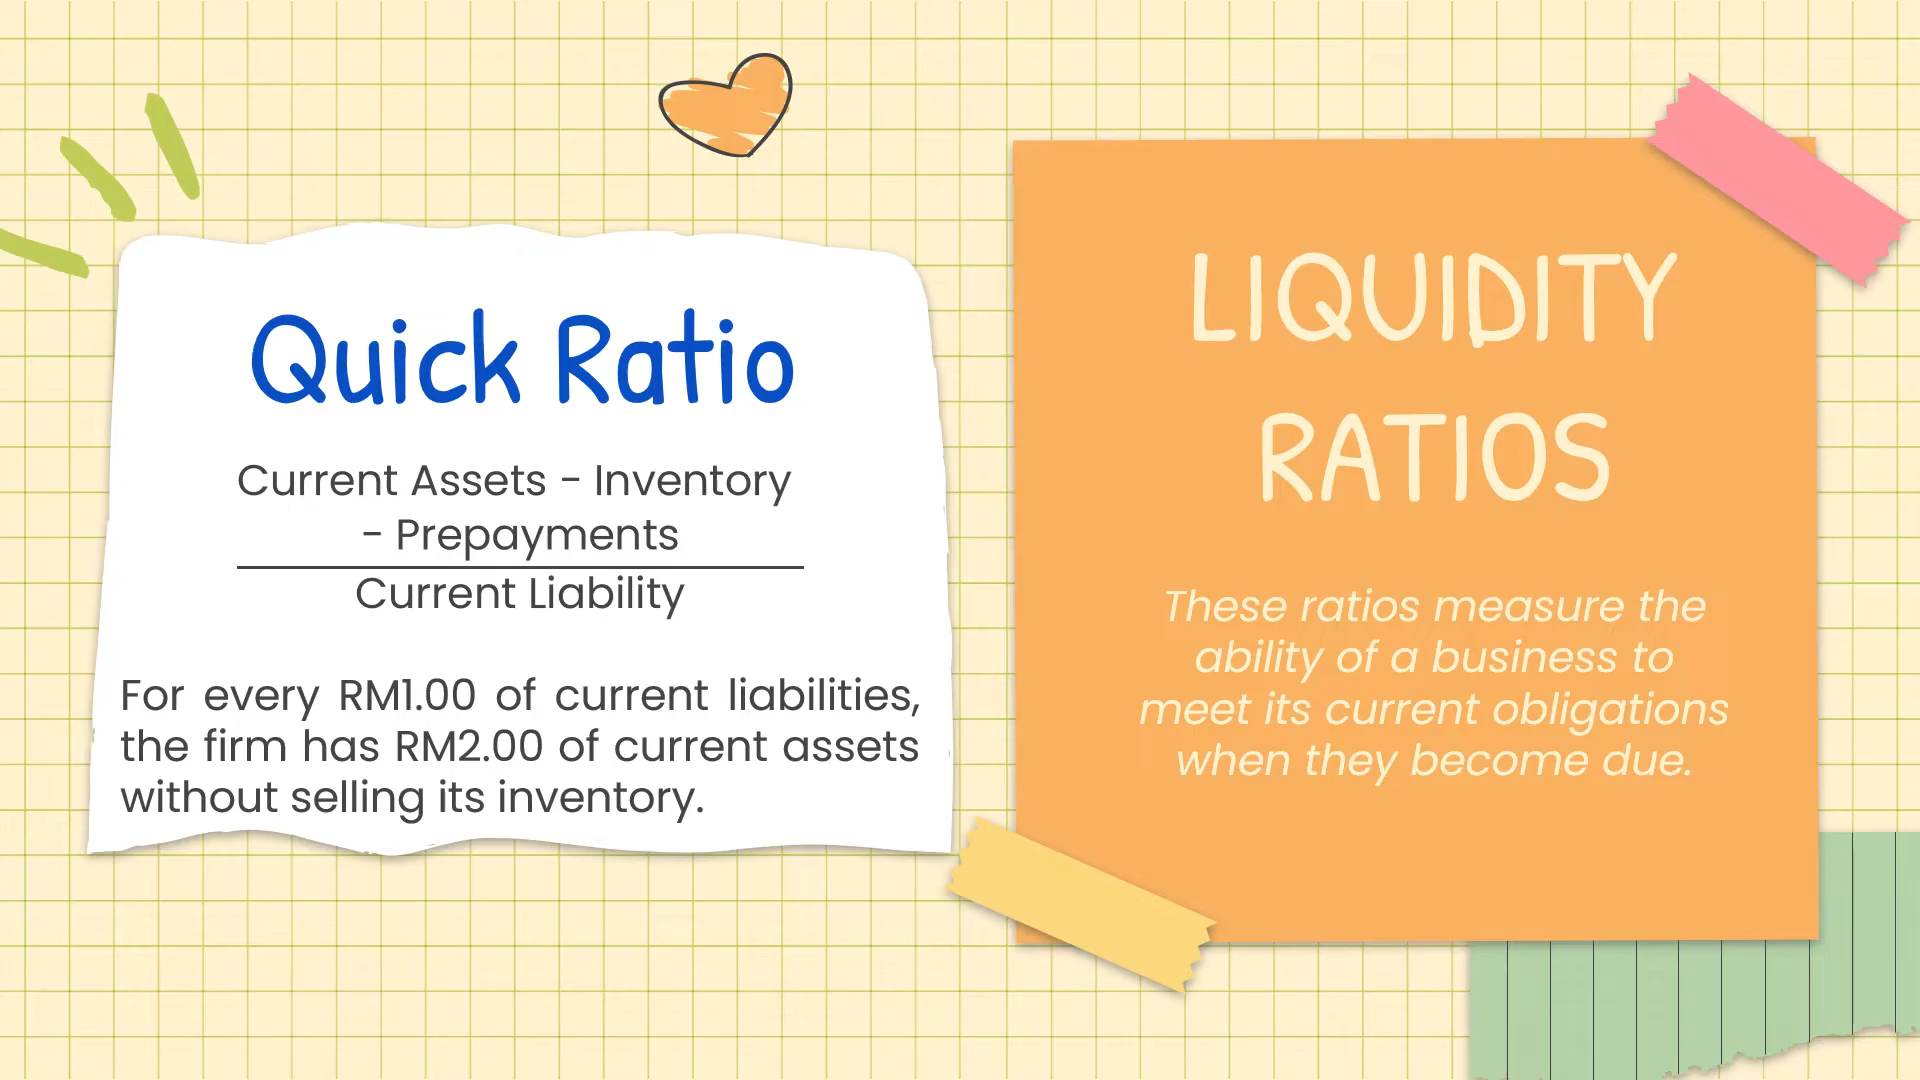 Quick Ratio
Current Assets - Inventory
- Prepayments
Current Liability
For every RM1.00 of current liabilities,
the firm has RM2.00 of current assets
without selling its inventory.
LIQUIDITY
RATIOS
These ratios measure the
ability of a business to
meet its current obligations
when they become due.